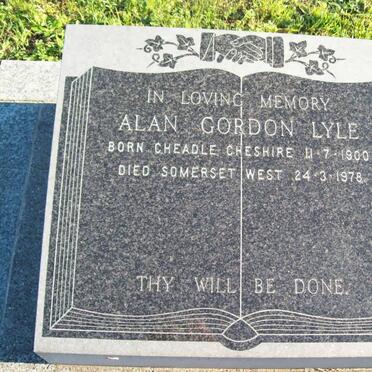 IN LOVING MEMORY
ALAN GORDON LYLE
BORN CHEADLE CHESHIRE 11-7-1900
DIED SOMERSET WEST 24-3-1978
THY WILL BE DONE.